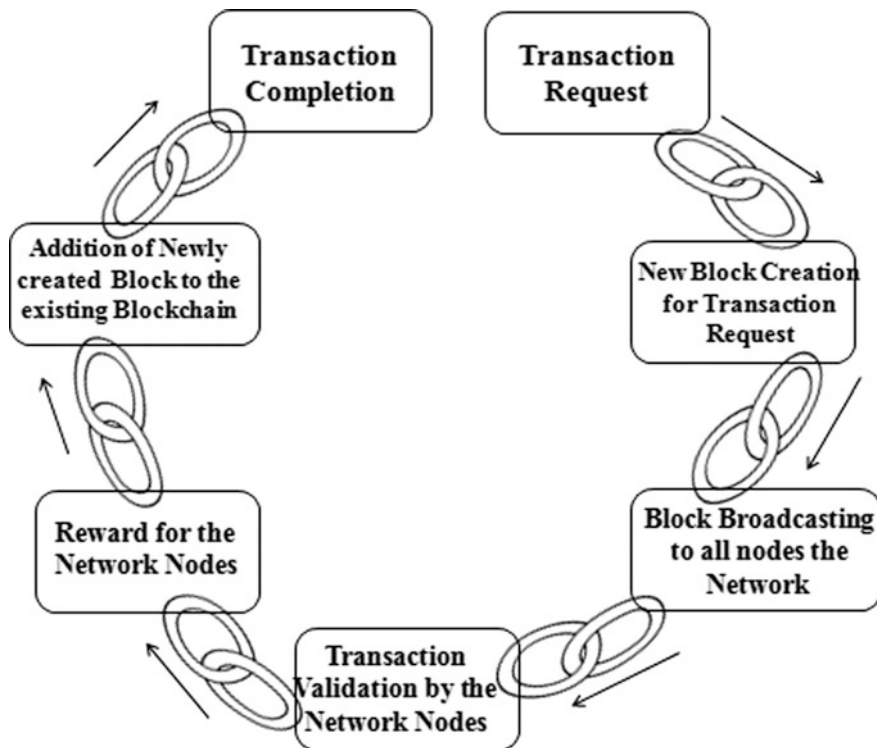 Transaction
Request
New Block Creation
for Transaction
Request
Block Broadcasting
to all nodes the
Network
Transaction
Validation by the
Network Nodes
Reward for the
Network Nodes
Addition of Newly
created Block to the
existing Blockchain
Transaction
Completion